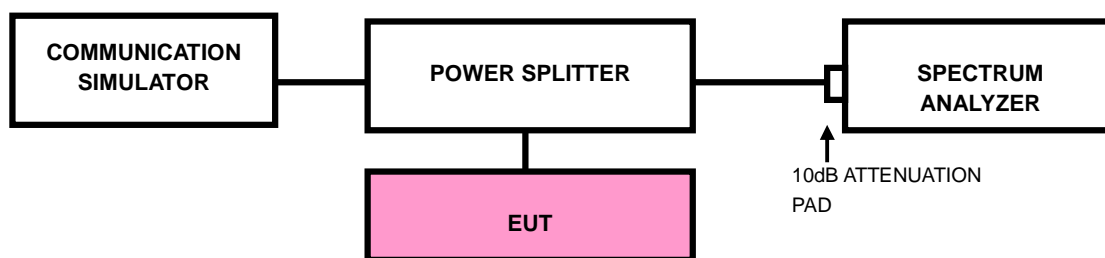 COMMUNICATION
SIMULATOR
POWER SPLITTER
SPECTRUM
ANALYZER
10dB ATTENUATION
PAD
EUT